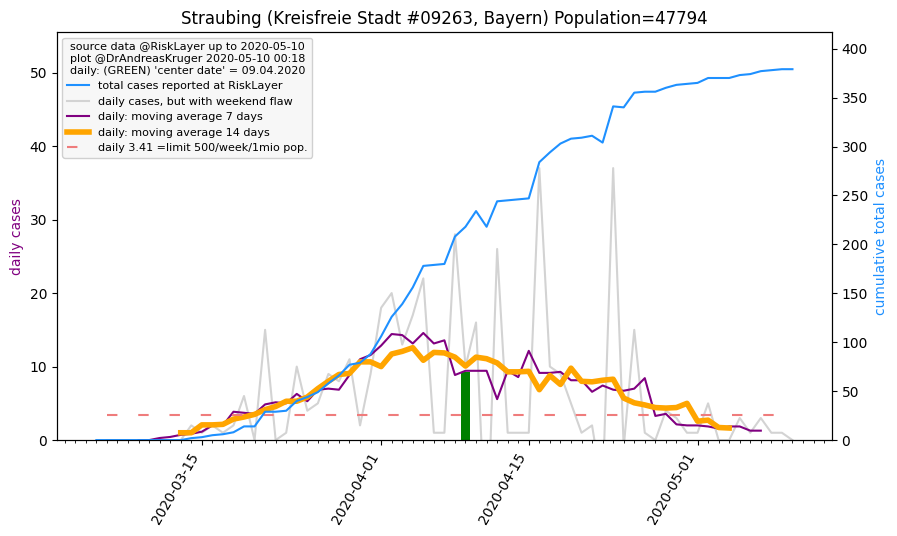 Straubing (Kreisfreie Stadt #09263, Bayern) Population=47794
source data @RiskLayer up to 2020-05-10
plot @DrAndreasKruger 2020-05-10 00:18
daily: (GREEN) 'center date' = 09.04.2020
total cases reported at RiskLayer
daily cases, but with weekend flaw
daily: moving average 7 days
daily: moving average 14 days
daily 3.41 =limit 500/week/1mio pop.
daily cases
50
40
30
20
10
0
cumulative total cases
400
350
300
250
200
150
100
50
0
2020-03-15
2020-04-01
2020-04-15
2020-05-01